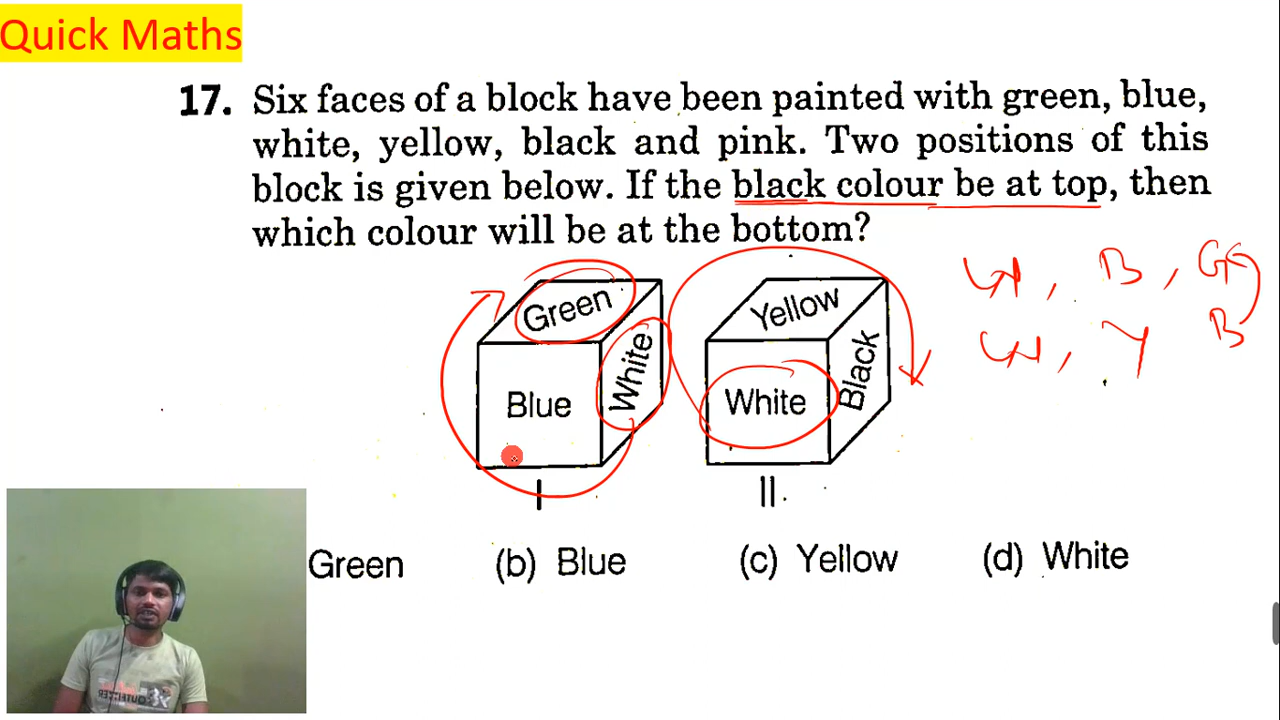 Quick Maths
17. Six faces of a block have been painted with green, blue,
white, yellow, black and pink. Two positions of this
block is given below. If the black colour be at top, then
which colour will be at the bottom?
W, B, G
W, Y B
Green
Blue
White
Yellow
White
Black
I
II
Green (b) Blue (c) Yellow (d) White